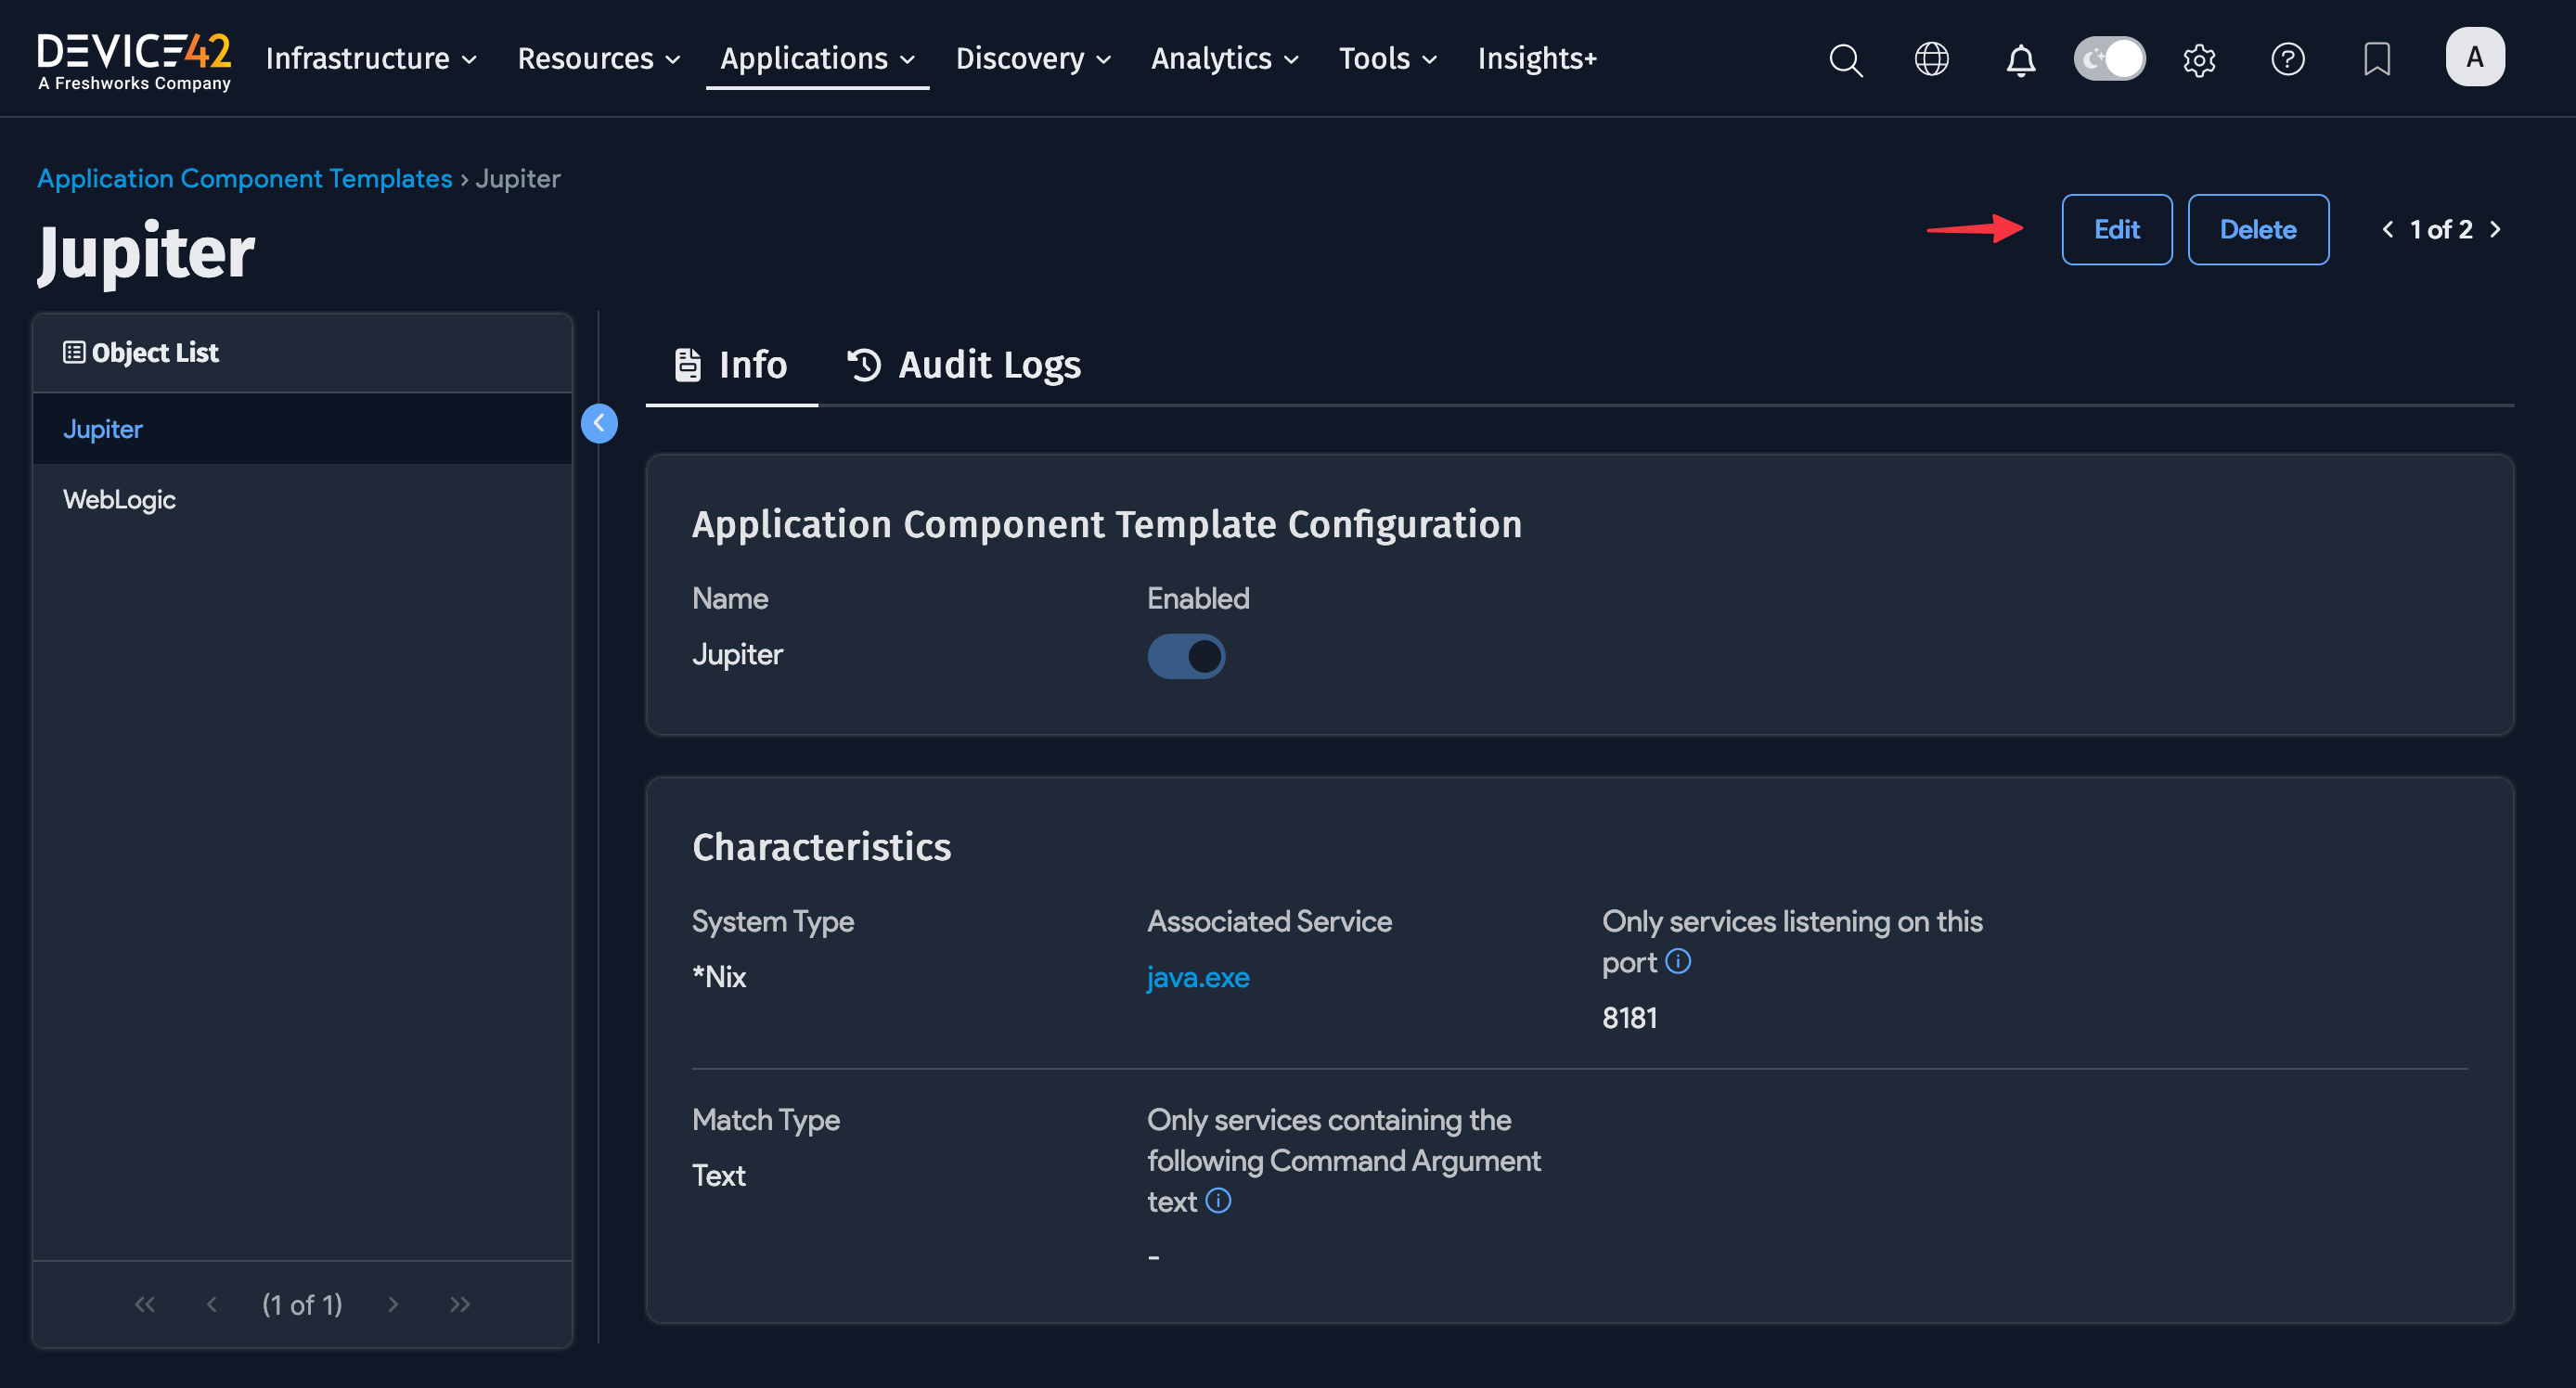 DEVICE42
A Freshworks Company
Infrastructure Resources Applications Discovery Analytics Tools Insights+
A
Application Component Templates › Jupiter
Jupiter
Edit Delete 1 of 2
Object List
Jupiter
WebLogic
(1 of 1)
Info Audit Logs
Application Component Template Configuration
Name Enabled
Jupiter
Characteristics
System Type
*Nix
Associated Service
java.exe
Only services listening on this
port
8181
Match Type
Text
Only services containing the
following Command Argument
text
-